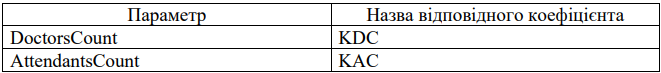 Параметр Назва відповідного коефіцієнта
DoctorsCount KDC
AttendantsCount KAC